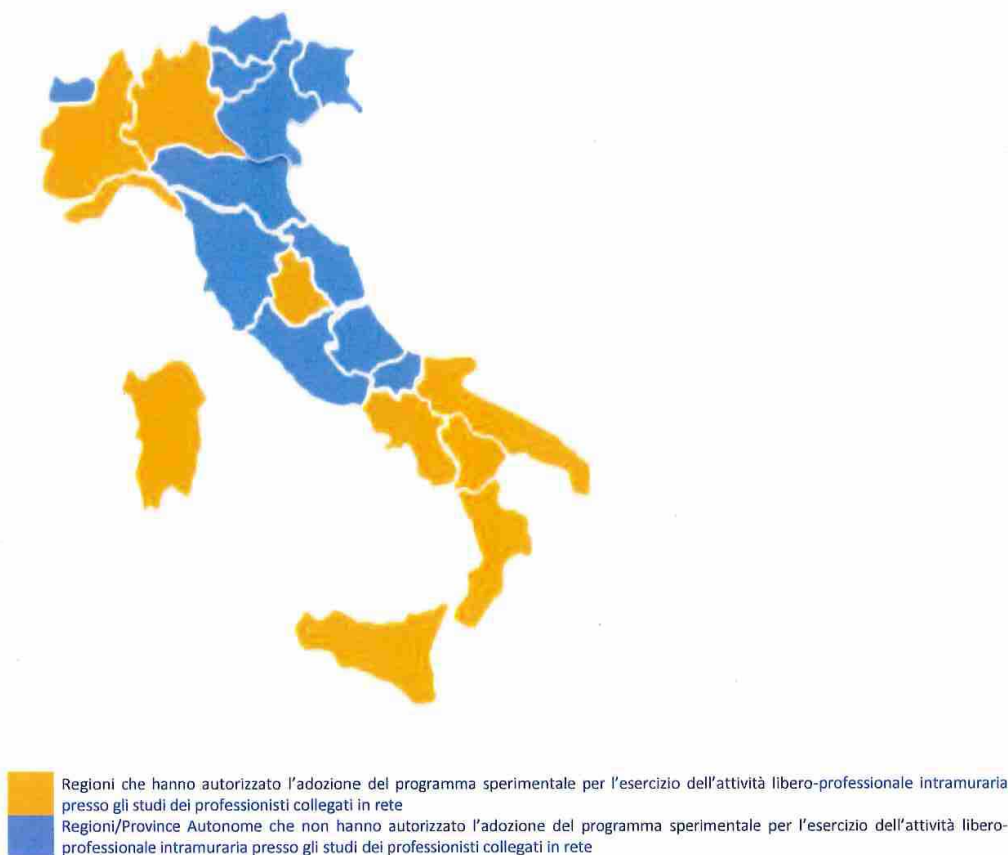 Regioni che hanno autorizzato l'adozione del programma sperimentale per l'esercizio dell'attività libero-professionale intramuraria
presso gli studi dei professionisti collegati in rete
Regioni/Province Autonome che non hanno autorizzato l'adozione del programma sperimentale per l'esercizio dell'attività libero-
professionale intramuraria presso gli studi dei professionisti collegati in rete